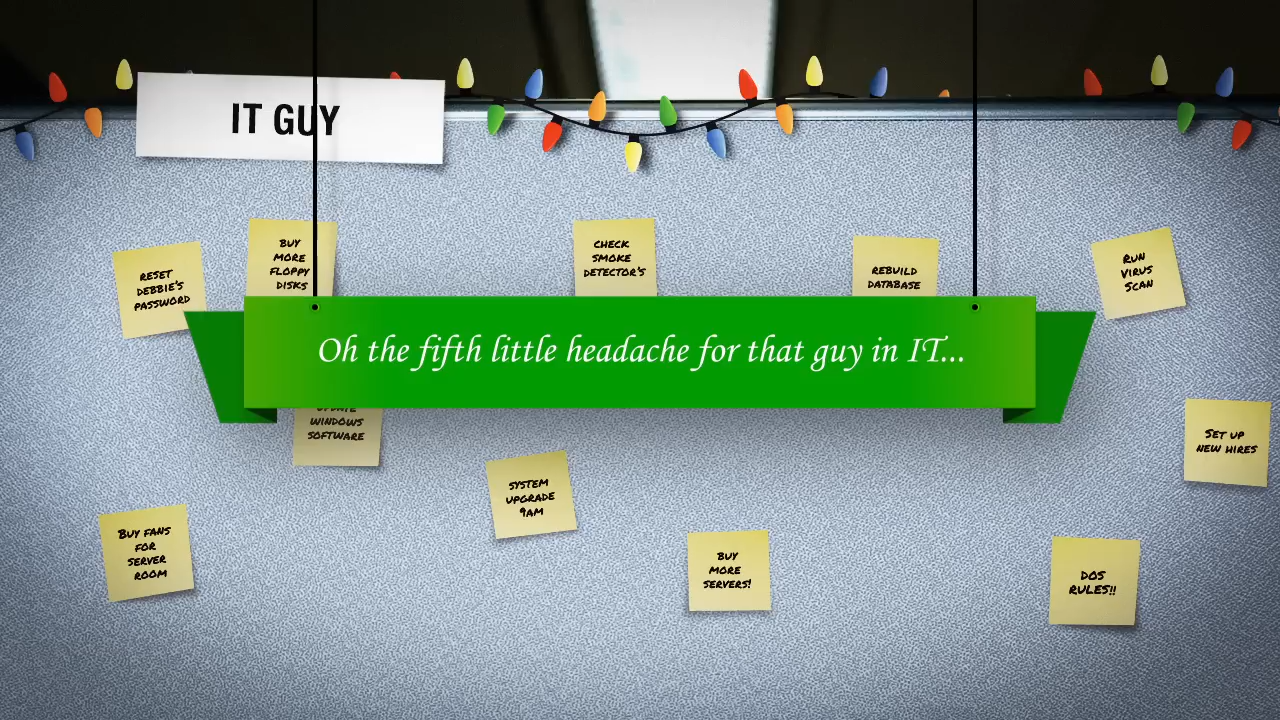 IT GUY
RESET
DEBBIE'S
PASSWORD
BUY
MORE
FLOPPY
DISKS
CHECK
SMOKE
DETECTOR'S
REBUILD
DATABASE
RUN
VIRUS
SCAN
Oh the fifth little headache for that guy in IT...
UPDATE
WINDOWS
SOFTWARE
SET UP
NEW HIRES
SYSTEM
UPGRADE
9AM
BUY FANS
FOR
SERVER
ROOM
BUY
MORE
SERVERS!
DOS
RULES!!